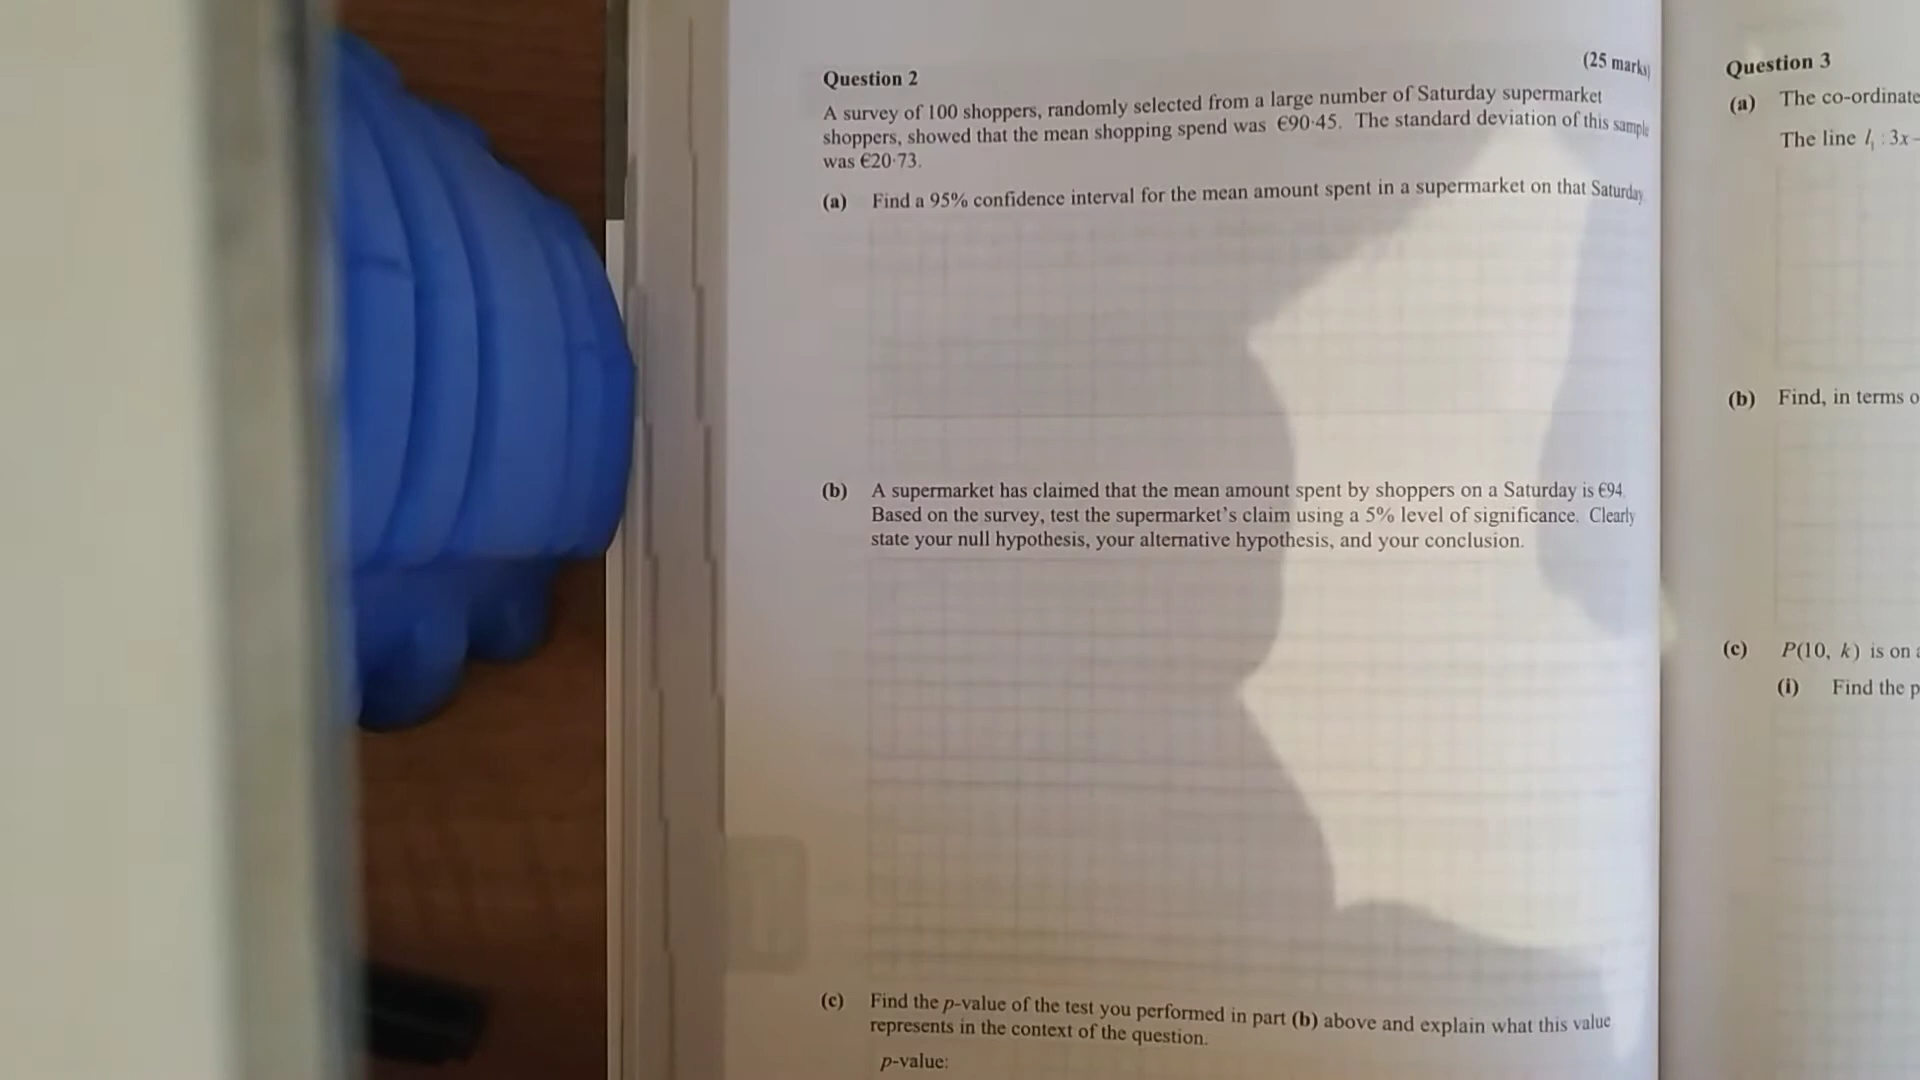 (25 marks)
Question 2
A survey of 100 shoppers, randomly selected from a large number of Saturday supermarket
shoppers, showed that the mean shopping spend was €90·45. The standard deviation of this sample
was €20·73.
(a) Find a 95% confidence interval for the mean amount spent in a supermarket on that Saturday
(b) A supermarket has claimed that the mean amount spent by shoppers on a Saturday is €94.
Based on the survey, test the supermarket's claim using a 5% level of significance. Clearly
state your null hypothesis, your alternative hypothesis, and your conclusion.
(c) Find the p-value of the test you performed in part (b) above and explain what this value
represents in the context of the question.
p-value:
Question 3
(a) The co-ordinate
The line l₁ : 3x –
(b) Find, in terms o
(c) P(10, k) is on a
(i) Find the p